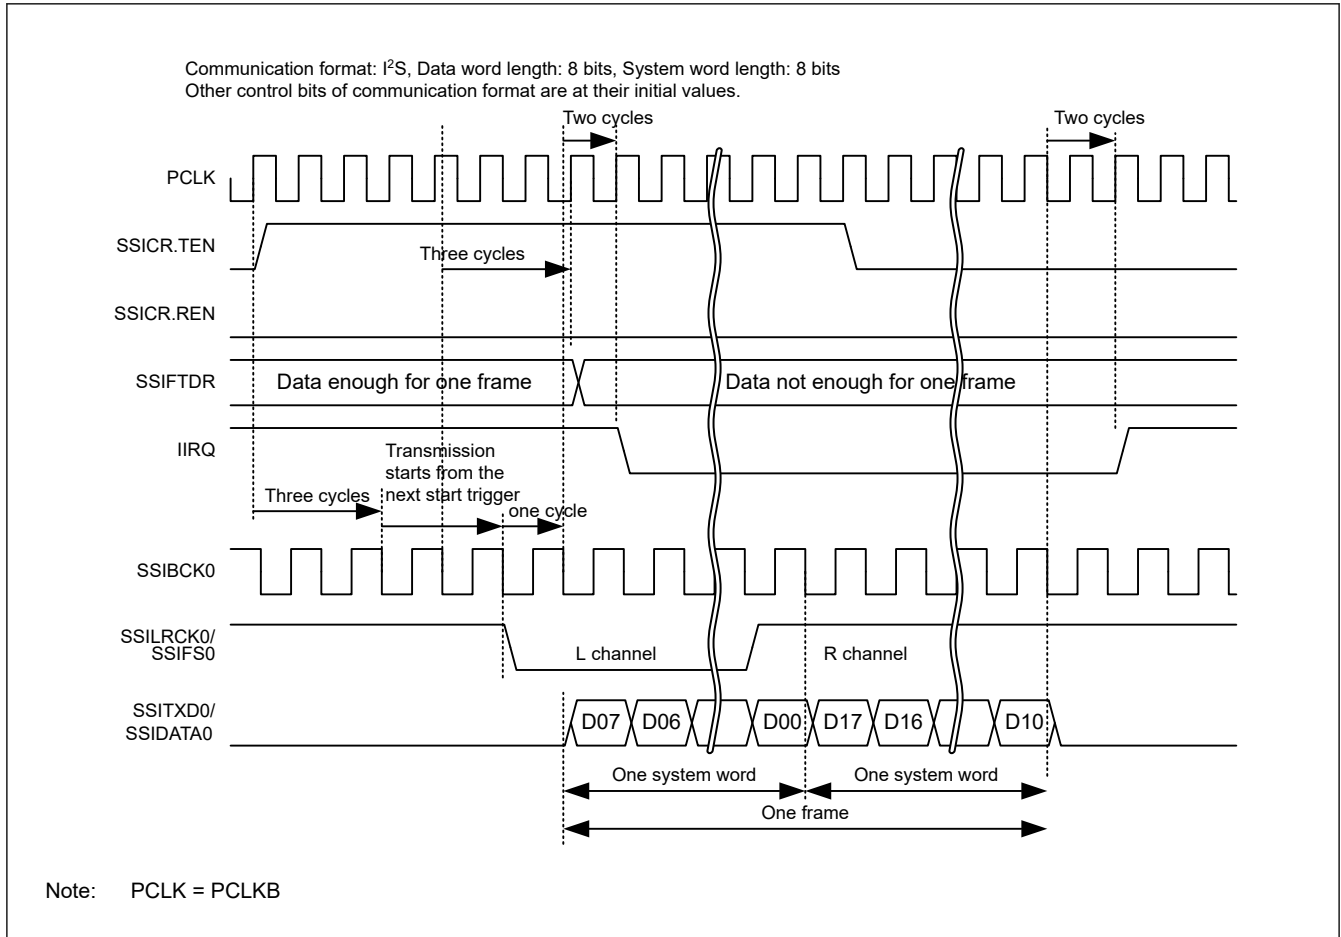 Communication format: I²S, Data word length: 8 bits, System word length: 8 bits
Other control bits of communication format are at their initial values.
Two cycles
Two cycles
PCLK
SSICR.TEN
Three cycles
SSICR.REN
SSIFTDR
Data enough for one frame
Data not enough for one frame
IIRQ
Transmission
starts from the
next start trigger
Three cycles
one cycle
SSIBCK0
SSILRCK0/
SSIFS0
L channel
R channel
SSITXD0/
SSIDATA0
D07
D06
D00
D17
D16
D10
One system word
One system word
One frame
Note: PCLK = PCLKB